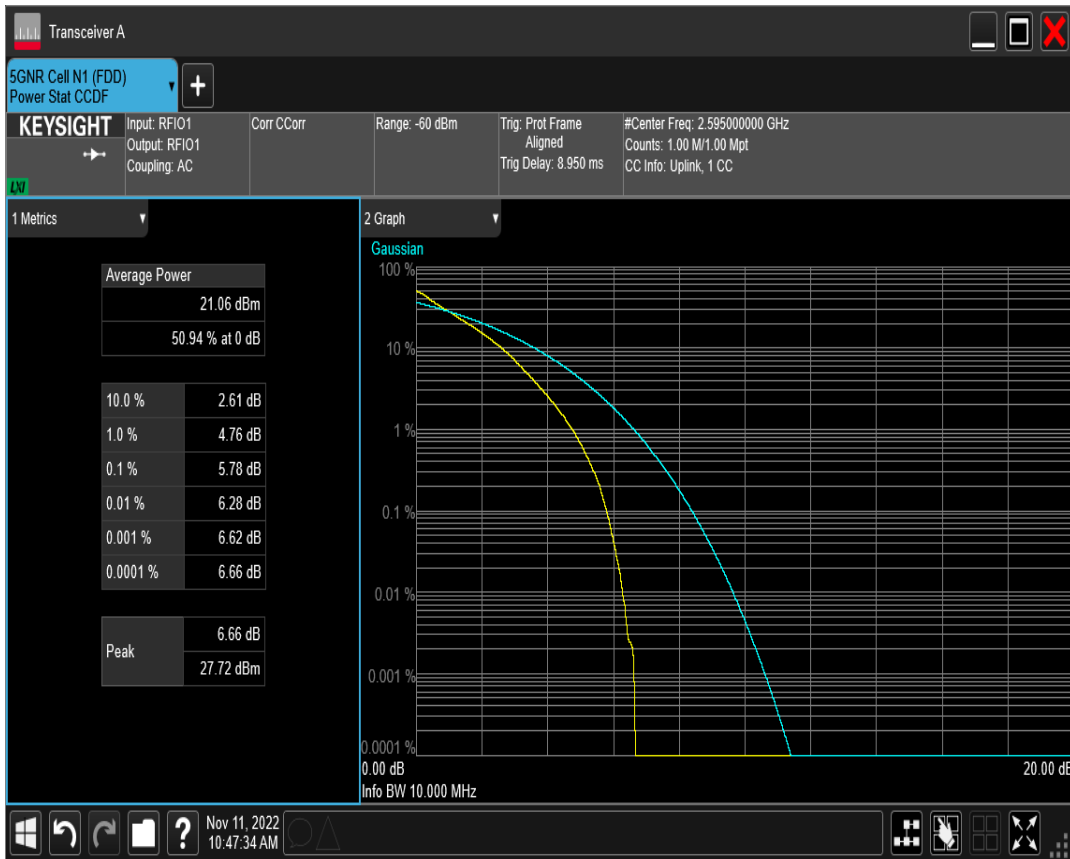 Transceiver A
5GNR Cell N1 (FDD)
Power Stat CCDF
+
KEYSIGHT
LXI
Input: RFIO1
Output: RFIO1
Coupling: AC
Corr CCorr
Range: -60 dBm
Trig: Prot Frame
Aligned
Trig Delay: 8.950 ms
#Center Freq: 2.595000000 GHz
Counts: 1.00 M/1.00 Mpt
CC Info: Uplink, 1 CC
1 Metrics
Average Power
21.06 dBm
50.94 % at 0 dB
10.0 % 2.61 dB
1.0 % 4.76 dB
0.1 % 5.78 dB
0.01 % 6.28 dB
0.001 % 6.62 dB
0.0001 % 6.66 dB
Peak
6.66 dB
27.72 dBm
2 Graph
Gaussian
100 %
10 %
1 %
0.1 %
0.01 %
0.001 %
0.0001 %
0.00 dB
20.00 dB
Info BW 10.000 MHz
?
Nov 11, 2022
10:47:34 AM